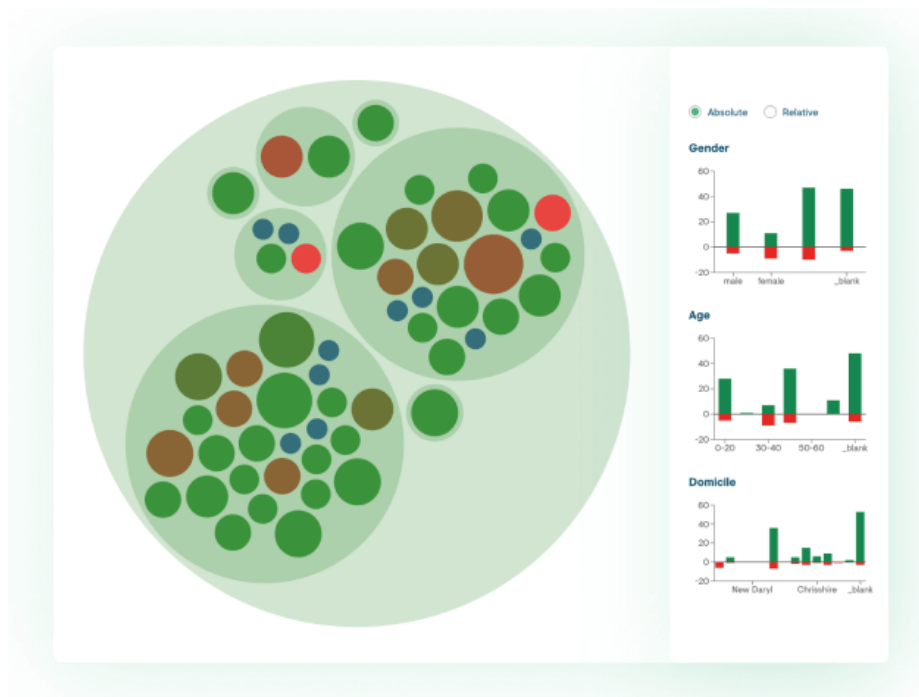 Absolute Relative
Gender
60
40
20
0
-20
male female _blank
Age
60
40
20
0
-20
0-20 30-40 50-60 _blank
Domicile
60
40
20
0
-20
New Daryl Chrisshire _blank